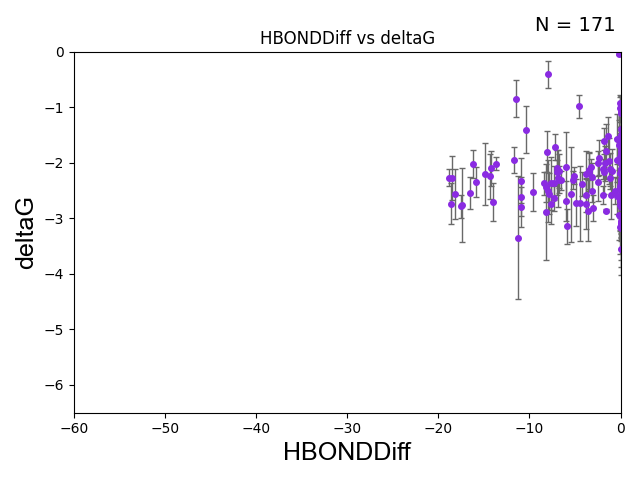 N = 171
HBONDDiff vs deltaG
0
−1
−2
−3
−4
−5
−6
deltaG
−60 −50 −40 −30 −20 −10 0
HBONDDiff